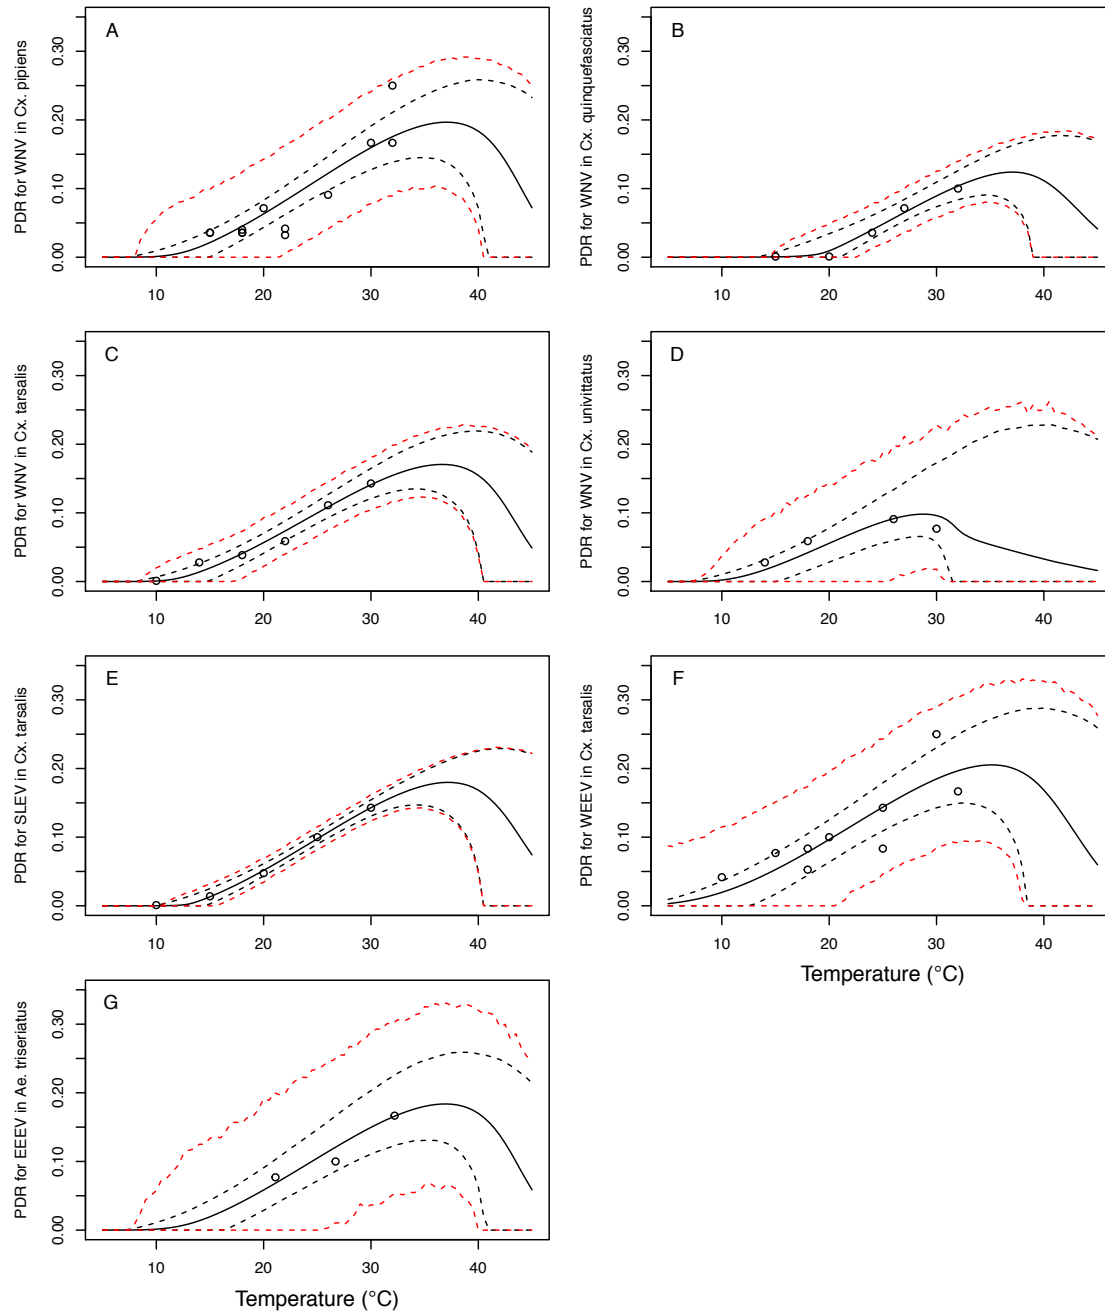 A
PDR for WNV in Cx. pipiens
0.00 0.10 0.20 0.30
10 20 30 40
B
PDR for WNV in Cx. quinquefasciatus
0.00 0.10 0.20 0.30
10 20 30 40
C
PDR for WNV in Cx. tarsalis
0.00 0.10 0.20 0.30
10 20 30 40
D
PDR for WNV in Cx. univittatus
0.00 0.10 0.20 0.30
10 20 30 40
E
PDR for SLEV in Cx. tarsalis
0.00 0.10 0.20 0.30
10 20 30 40
F
PDR for WEEV in Cx. tarsalis
0.00 0.10 0.20 0.30
10 20 30 40
Temperature (°C)
G
PDR for EEEV in Ae. triseriatus
0.00 0.10 0.20 0.30
10 20 30 40
Temperature (°C)